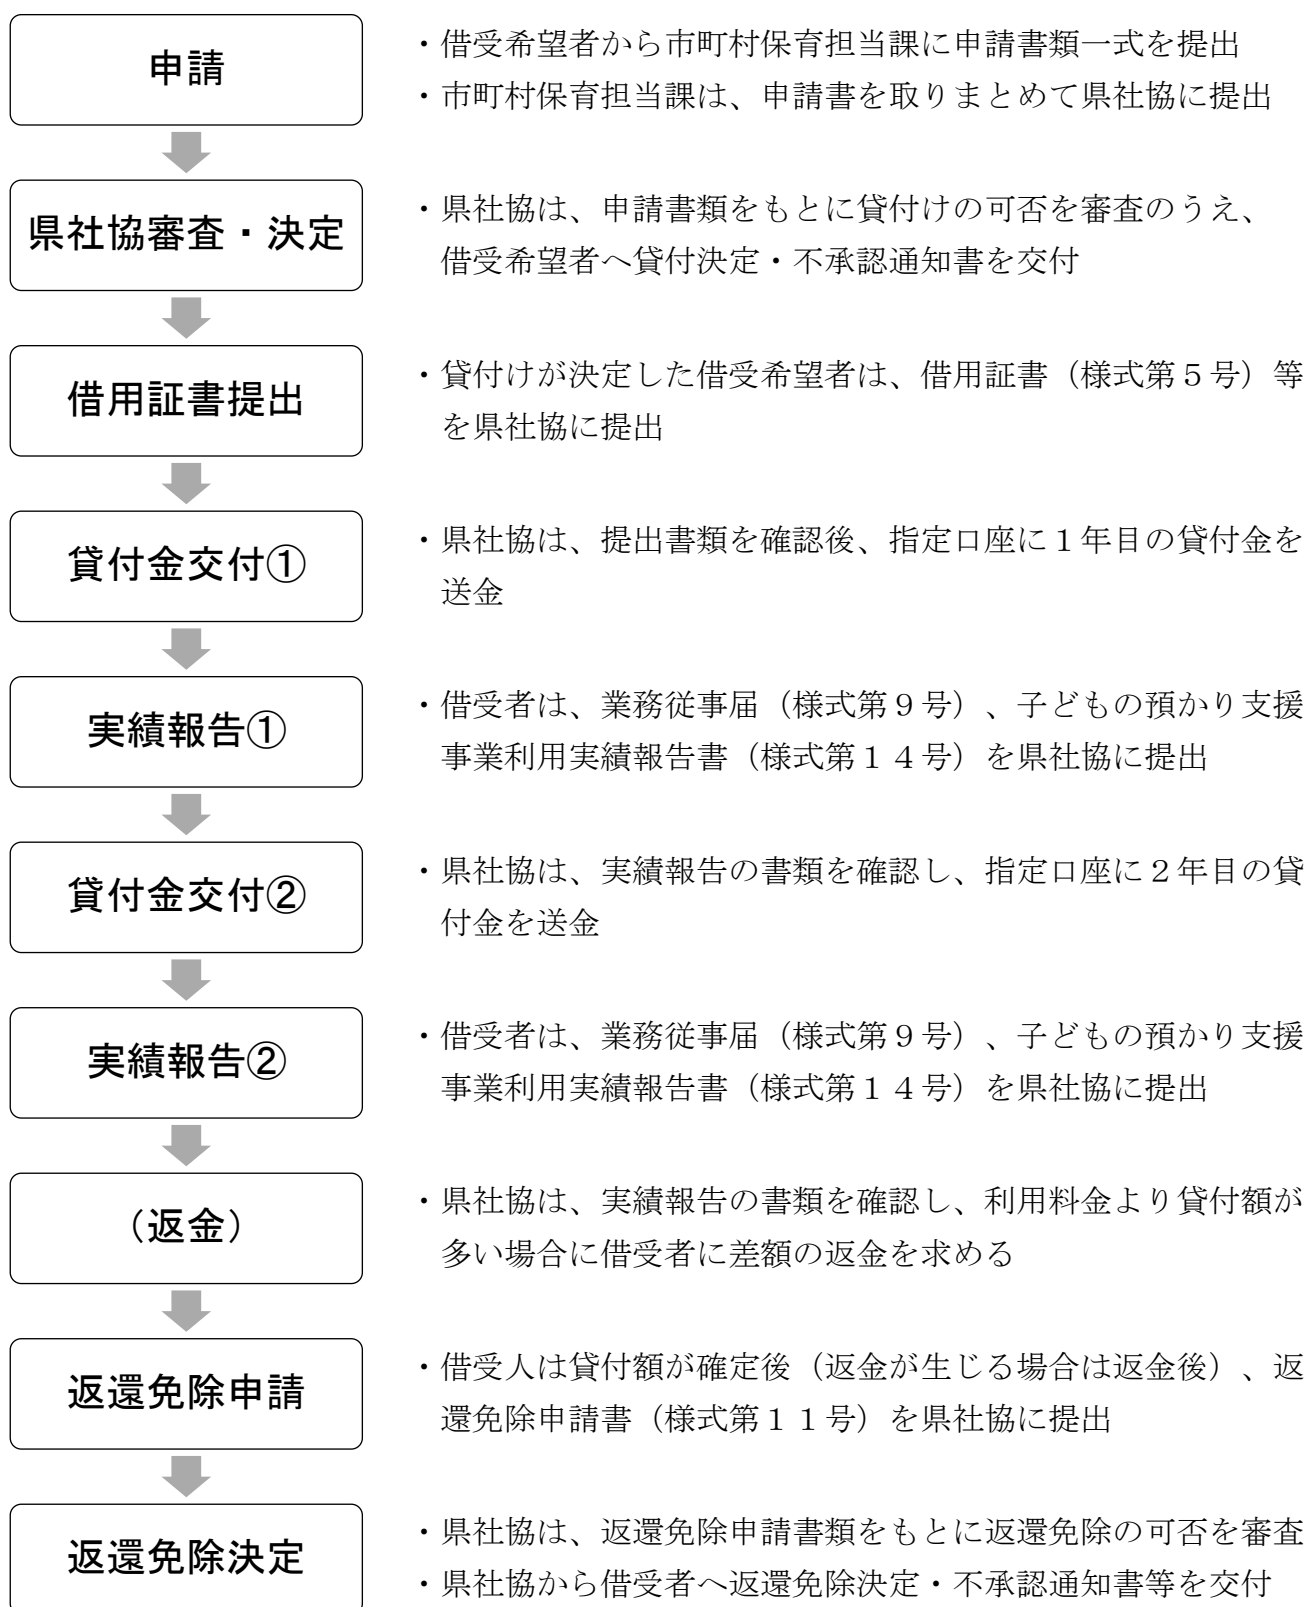 申請
・借受希望者から市町村保育担当課に申請書類一式を提出
・市町村保育担当課は、申請書を取りまとめて県社協に提出
県社協審査・決定
・県社協は、申請書類をもとに貸付けの可否を審査のうえ、
借受希望者へ貸付決定・不承認通知書を交付
借用証書提出
・貸付けが決定した借受希望者は、借用証書（様式第５号）等
を県社協に提出
貸付金交付①
・県社協は、提出書類を確認後、指定口座に１年目の貸付金を
送金
実績報告①
・借受者は、業務従事届（様式第９号）、子どもの預かり支援
事業利用実績報告書（様式第１４号）を県社協に提出
貸付金交付②
・県社協は、実績報告の書類を確認し、指定口座に２年目の貸
付金を送金
実績報告②
・借受者は、業務従事届（様式第９号）、子どもの預かり支援
事業利用実績報告書（様式第１４号）を県社協に提出
（返金）
・県社協は、実績報告の書類を確認し、利用料金より貸付額が
多い場合に借受者に差額の返金を求める
返還免除申請
・借受人は貸付額が確定後（返金が生じる場合は返金後）、返
還免除申請書（様式第１１号）を県社協に提出
返還免除決定
・県社協は、返還免除申請書類をもとに返還免除の可否を審査
・県社協から借受者へ返還免除決定・不承認通知書等を交付